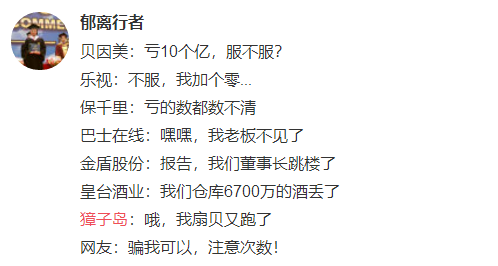 COMME
郁离行者
贝因美：亏10个亿，服不服？
乐视：不服，我加个零...
保千里：亏的数都数不清
巴士在线：嘿嘿，我老板不见了
金盾股份：报告，我们董事长跳楼了
皇台酒业：我们仓库6700万的酒丢了
獐子岛：哦，我扇贝又跑了
网友：骗我可以，注意次数！